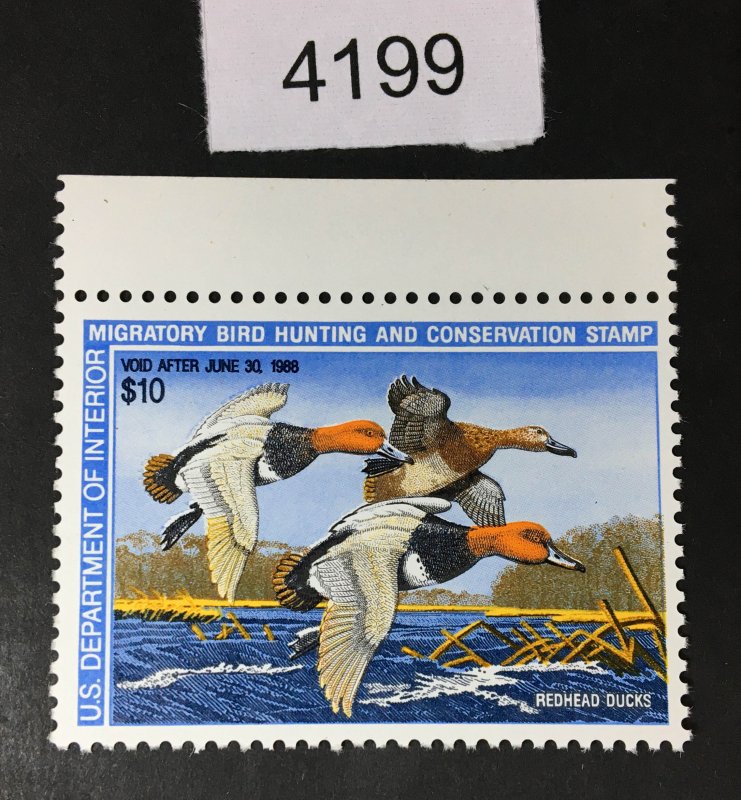 4199
MIGRATORY BIRD HUNTING AND CONSERVATION STAMP
U.S. DEPARTMENT OF INTERIOR
VOID AFTER JUNE 30, 1988
$10
REDHEAD DUCKS